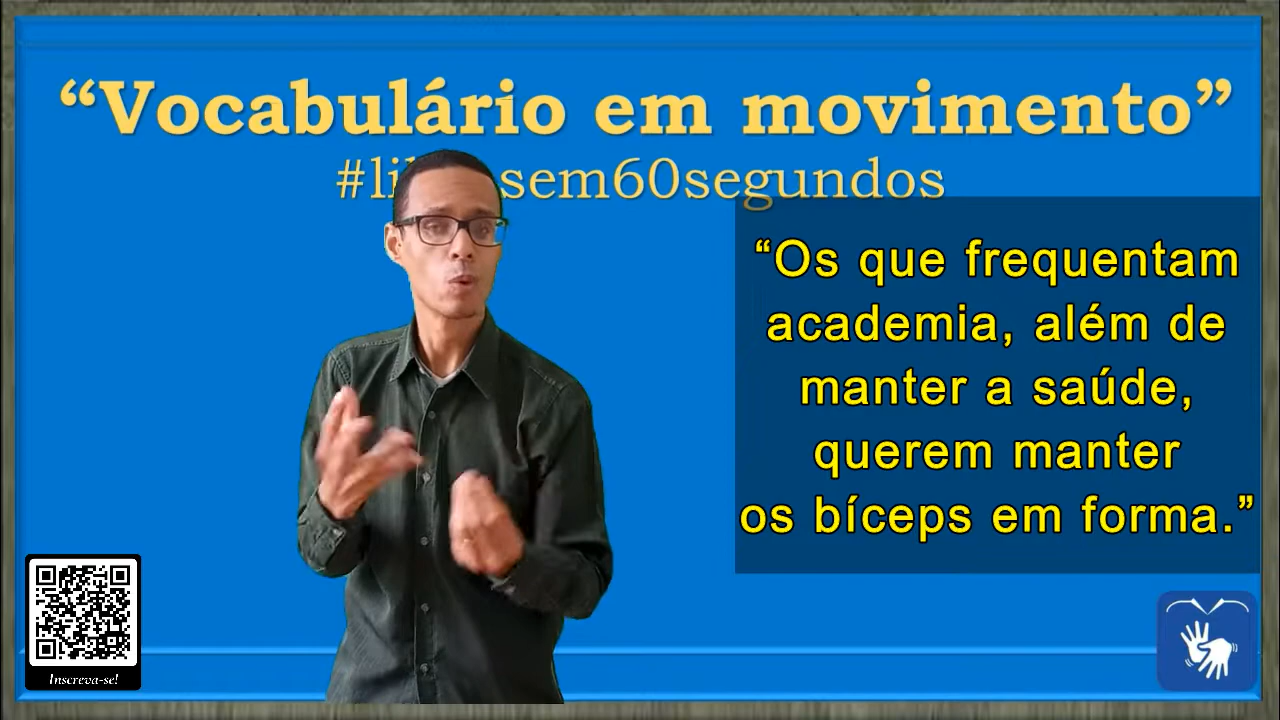 “Vocabulário em movimento”
#li sem60segundos
“Os que frequentam
academia, além de
manter a saúde,
querem manter
os bíceps em forma.”
Inscreva-se!